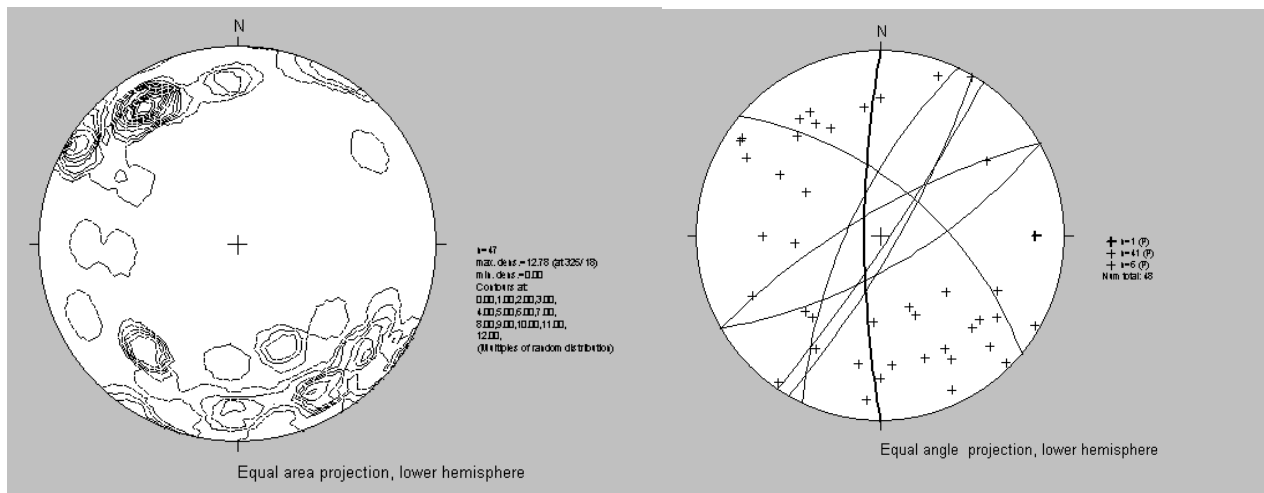 N
n=47
max. dens.=12.78 (at 325/ 18)
min. dens.=0.00
Contours at:
0.00,1.00,2.00,3.00,
4.00,5.00,6.00,7.00,
8.00,9.00,10.00,11.00,
12.00,
(Multiples of random distribution)
Equal area projection, lower hemisphere
N
n=1 (P)
n=41 (P)
n=6 (P)
Num total: 48
Equal angle projection, lower hemisphere